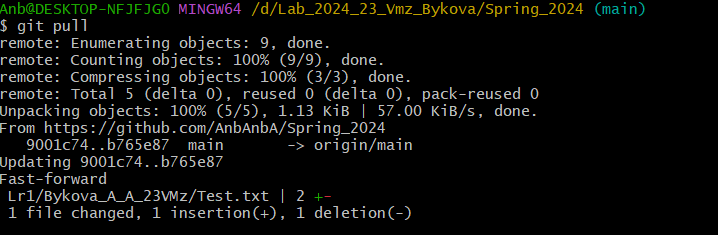 Anb@DESKTOP-NFJFJGO MINGW64 /d/Lab_2024_23_Vmz_Bykova/Spring_2024 (main)
$ git pull
remote: Enumerating objects: 9, done.
remote: Counting objects: 100% (9/9), done.
remote: Compressing objects: 100% (3/3), done.
remote: Total 5 (delta 0), reused 0 (delta 0), pack-reused 0
Unpacking objects: 100% (5/5), 1.13 KiB | 57.00 KiB/s, done.
From https://github.com/AnbAnbA/Spring_2024
   9001c74..b765e87  main       -> origin/main
Updating 9001c74..b765e87
Fast-forward
 Lr1/Bykova_A_A_23VMz/Test.txt | 2 +-
 1 file changed, 1 insertion(+), 1 deletion(-)